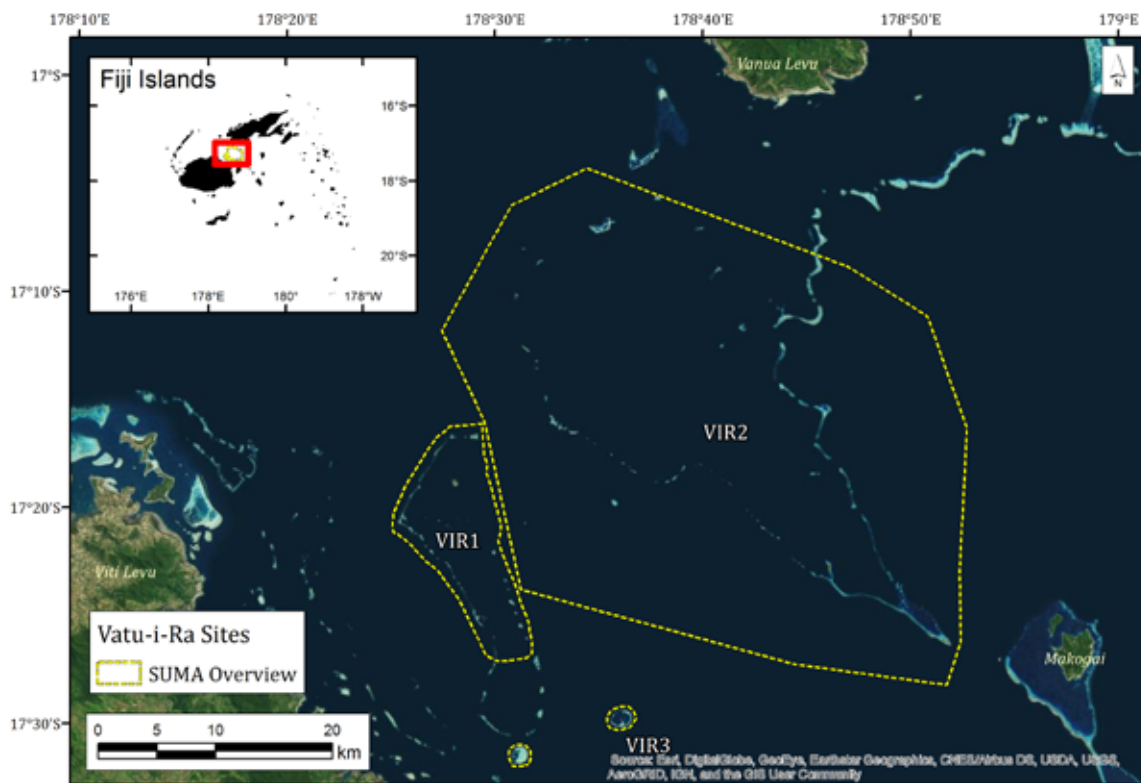 178°10'E 178°20'E 178°30'E 178°40'E 178°50'E 179°E
17°S
17°10'S
17°20'S
17°30'S
Fiji Islands
16°S
18°S
20°S
176°E 178°E 180° 178°W
Vanua Levu
N
VIR2
VIR1
Viti Levu
Makogai
VIR3
Vatu-i-Ra Sites
SUMA Overview
0 5 10 20
km
Source: Esri, DigitalGlobe, GeoEye, Earthstar Geographics, CNES/Airbus DS, USDA, USGS,
AeroGRID, IGN, and the GIS User Community